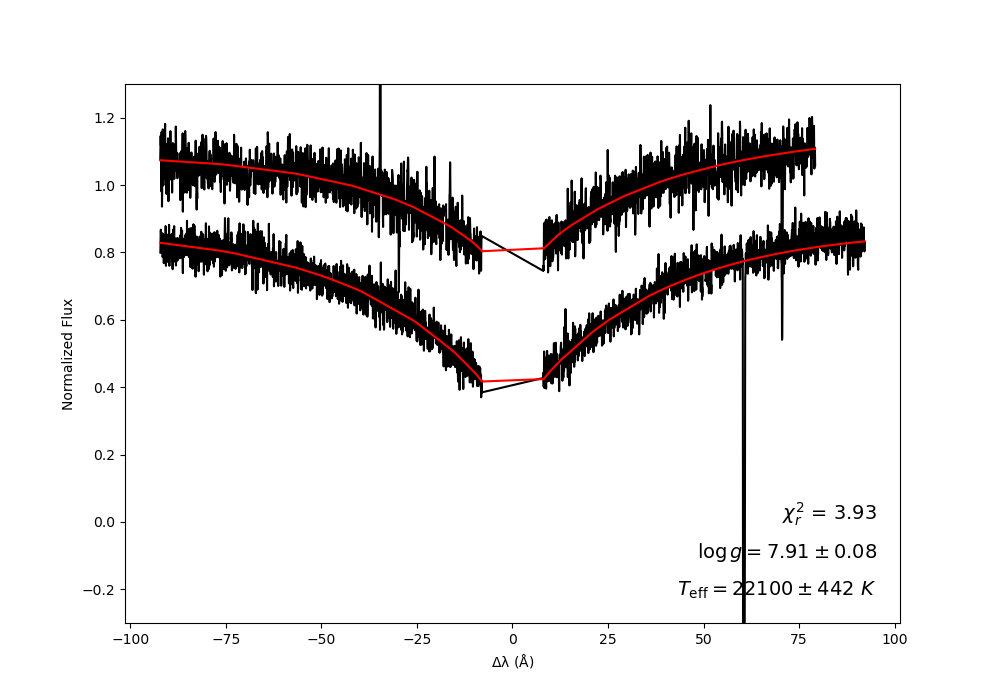 1.2
1.0
0.8
0.6
0.4
0.2
0.0
−0.2
Normalized Flux
χ²ᵣ = 3.93
log g = 7.91 ± 0.08
T_eff = 22100 ± 442 K
−100 −75 −50 −25 0 25 50 75 100
Δλ (Å)